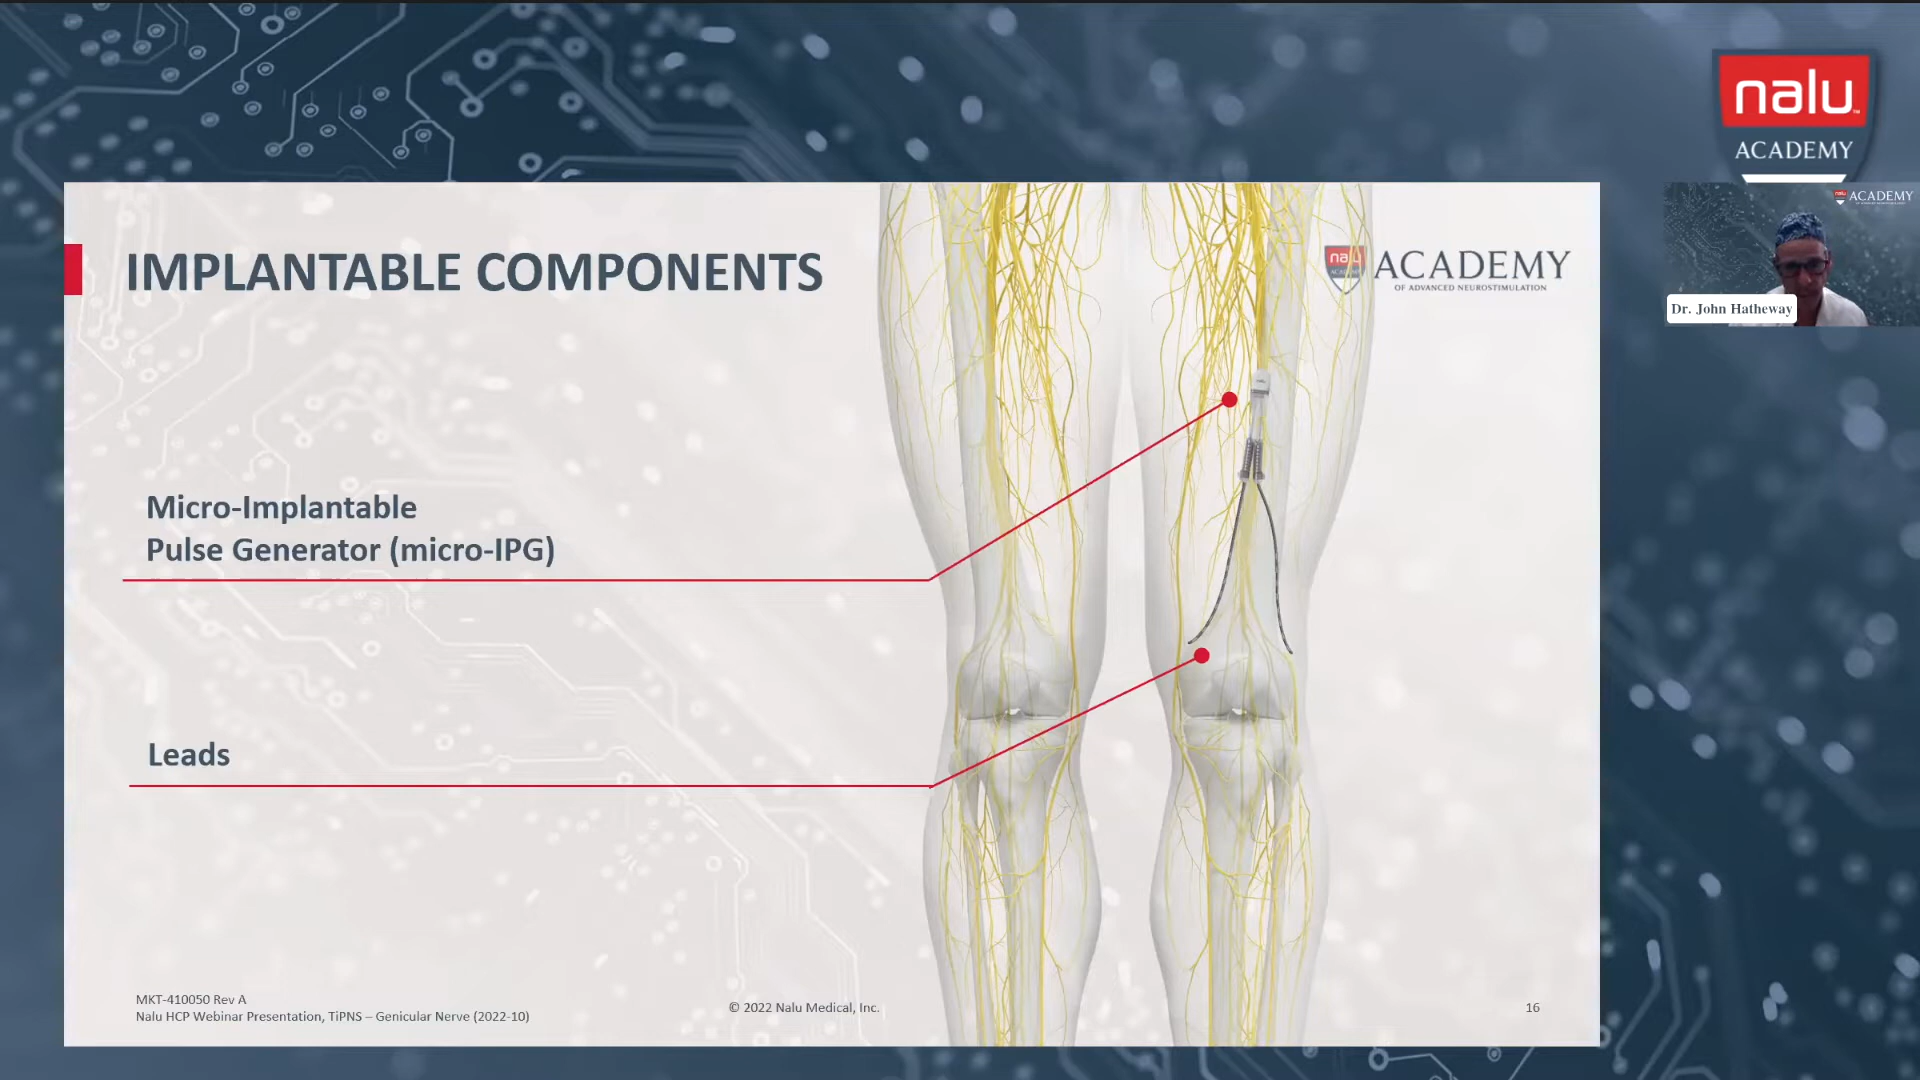 nalu
ACADEMY
ACADEMY
Dr. John Hatheway
IMPLANTABLE COMPONENTS
nalu
ACADEMY
OF ADVANCED NEUROSTIMULATION
Micro-Implantable
Pulse Generator (micro-IPG)
Leads
MKT-410050 Rev A
Nalu HCP Webinar Presentation, TiPNS – Genicular Nerve (2022-10)
© 2022 Nalu Medical, Inc.
16